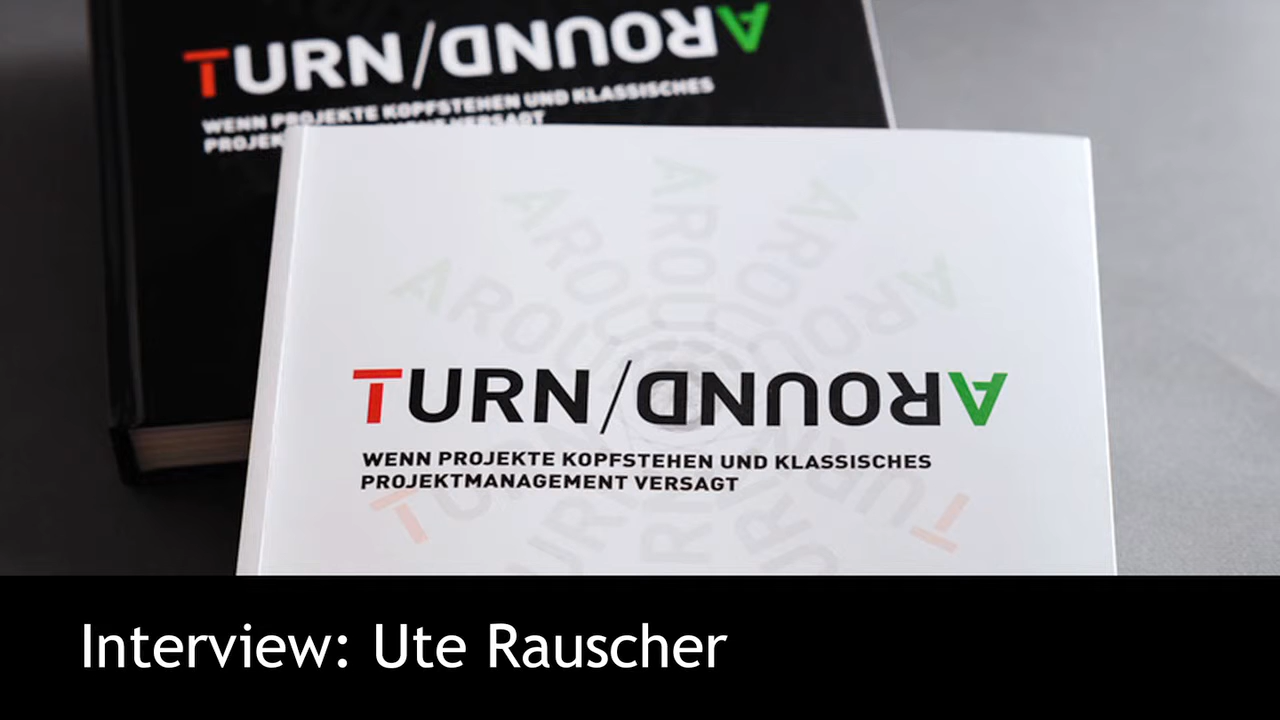 TURN/AROUND
WENN PROJEKTE KOPFSTEHEN UND KLASSISCHES
PROJEKTMANAGEMENT VERSAGT
TURN/AROUND
WENN PROJEKTE KOPFSTEHEN UND KLASSISCHES
PROJEKTMANAGEMENT VERSAGT
Interview: Ute Rauscher